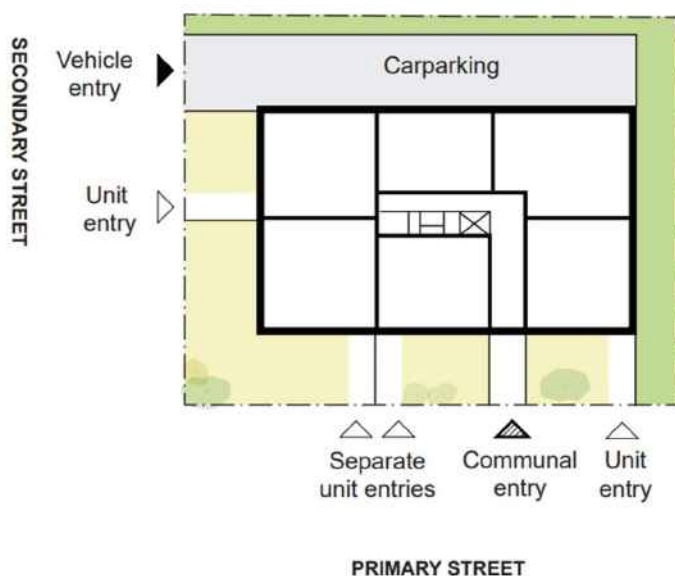 SECONDARY STREET
Vehicle
entry
Carparking
Unit
entry
Separate
unit entries
Communal
entry
Unit
entry
PRIMARY STREET